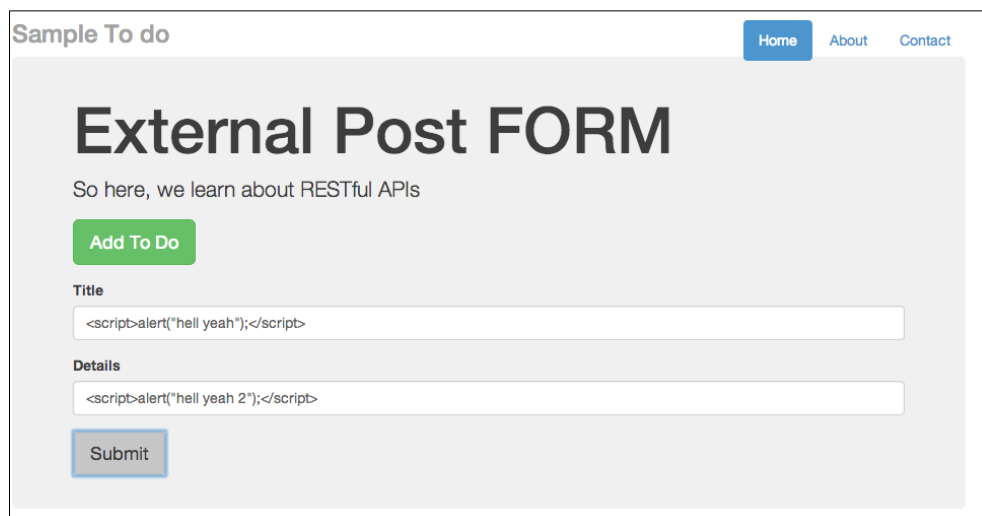 Sample To do
Home About Contact
External Post FORM
So here, we learn about RESTful APIs
Add To Do
Title
<script>alert("hell yeah");</script>
Details
<script>alert("hell yeah 2");</script>
Submit